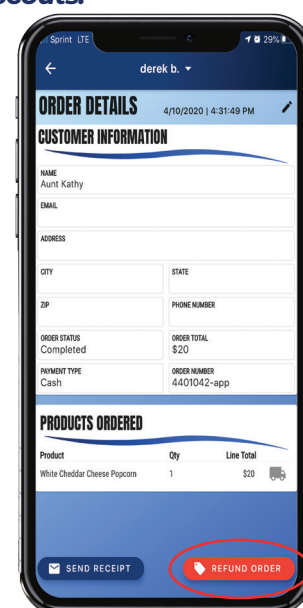 Sprint LTE 29%
derek b.
ORDER DETAILS 4/10/2020 | 4:31:49 PM
CUSTOMER INFORMATION
NAME
Aunt Kathy
EMAIL
ADDRESS
CITY STATE
ZIP PHONE NUMBER
ORDER STATUS ORDER TOTAL
Completed $20
PAYMENT TYPE ORDER NUMBER
Cash 4401042-app
PRODUCTS ORDERED
Product Qty Line Total
White Cheddar Cheese Popcorn 1 $20
SEND RECEIPT REFUND ORDER